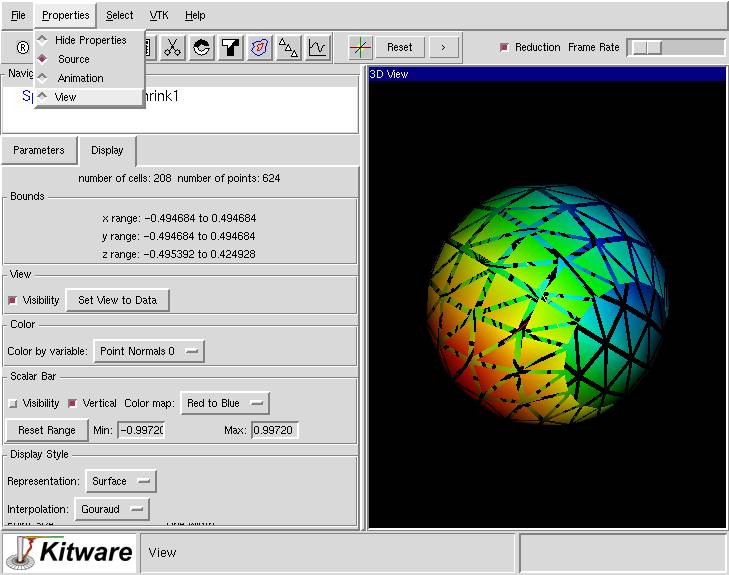 File Properties Select VTK Help
Hide Properties
Source
Animation
View
R
Reset >
Reduction Frame Rate
Navig
Sp hrink1
3D View
Parameters Display
number of cells: 208 number of points: 624
Bounds
x range: -0.494684 to 0.494684
y range: -0.494684 to 0.494684
z range: -0.495392 to 0.424928
View
Visibility Set View to Data
Color
Color by variable: Point Normals 0
Scalar Bar
Visibility Vertical Color map: Red to Blue
Reset Range Min: -0.99720 Max: 0.99720
Display Style
Representation: Surface
Interpolation: Gouraud
Kitware View